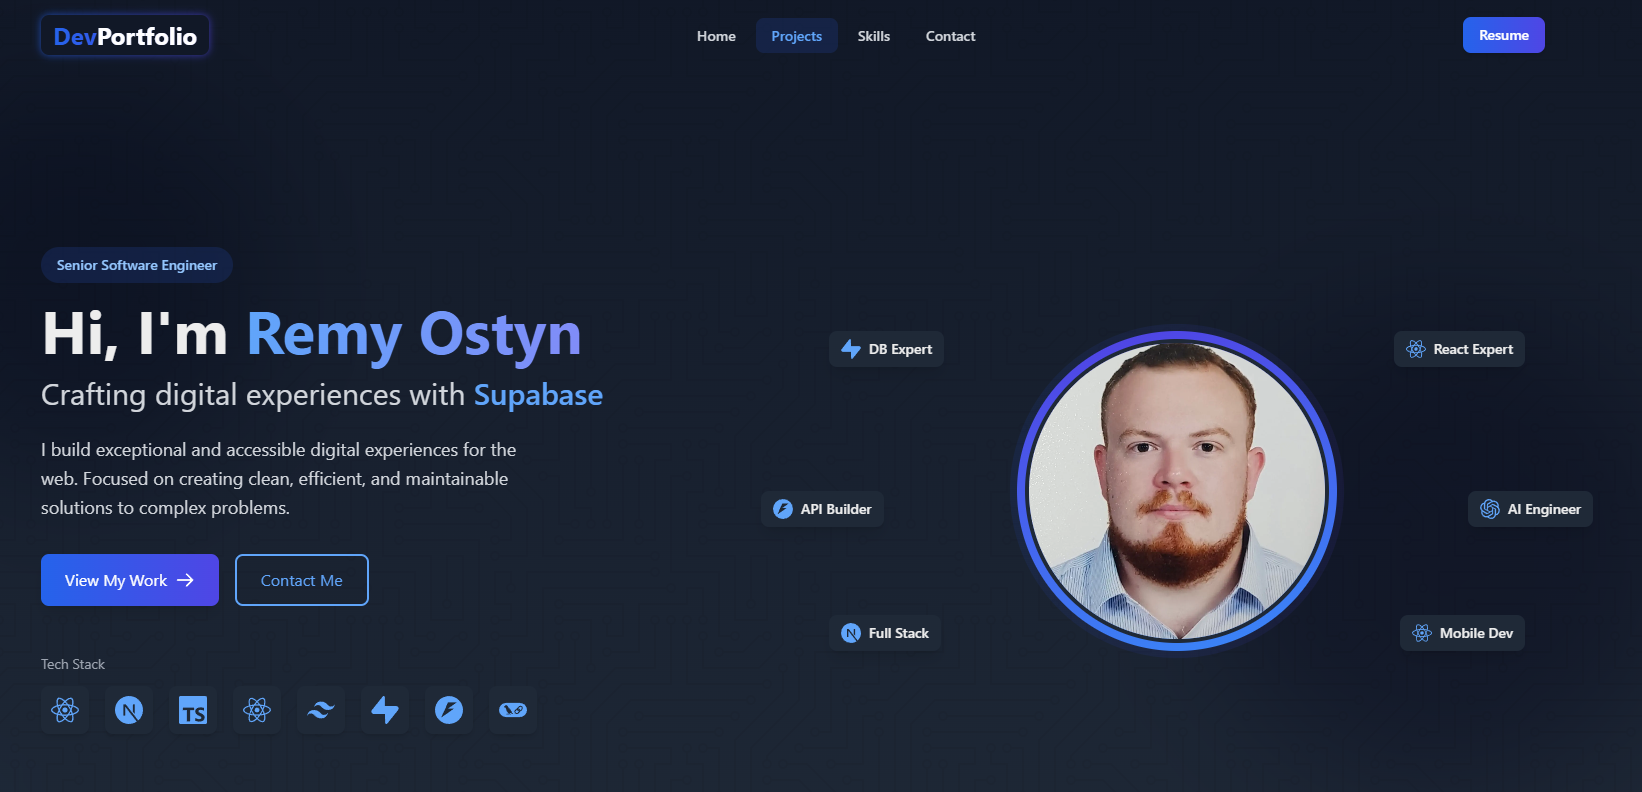 DevPortfolio
Home
Projects
Skills
Contact
Resume
Senior Software Engineer
Hi, I'm Remy Ostyn
Crafting digital experiences with Supabase
I build exceptional and accessible digital experiences for the
web. Focused on creating clean, efficient, and maintainable
solutions to complex problems.
View My Work
Contact Me
Tech Stack
N
TS
DB Expert
React Expert
API Builder
AI Engineer
N
Full Stack
Mobile Dev